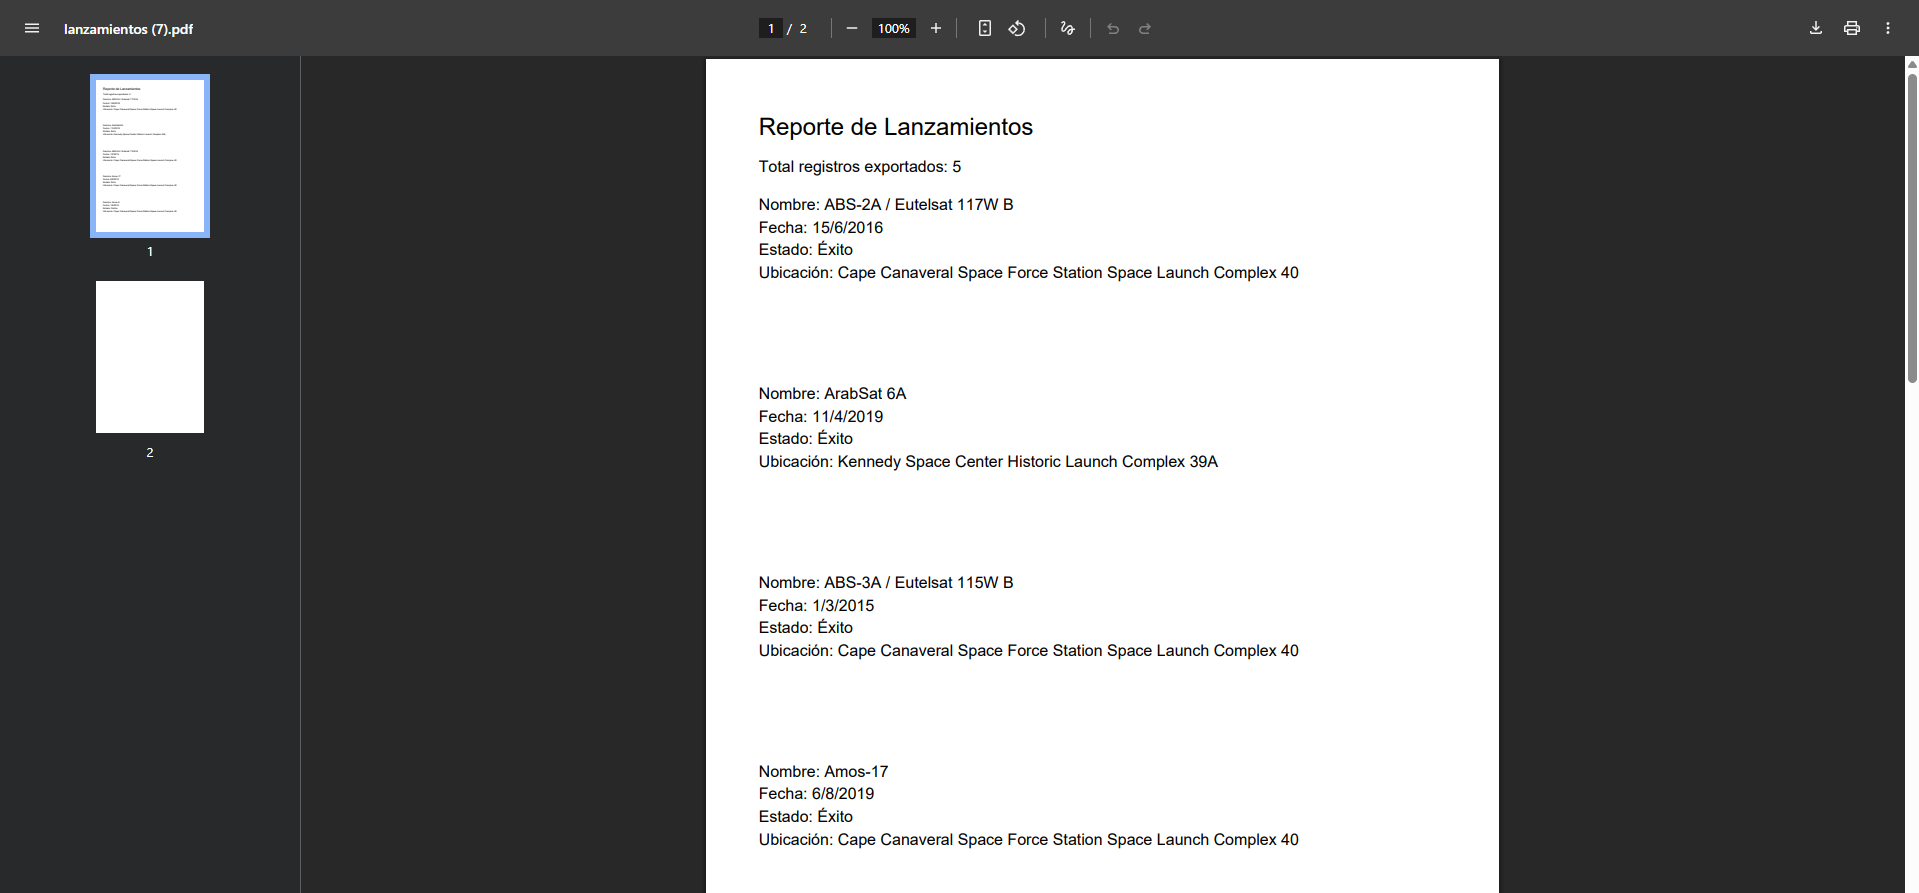 lanzamientos (7).pdf
1 / 2
100%
1
2
Reporte de Lanzamientos
Total registros exportados: 5
Nombre: ABS-2A / Eutelsat 117W B
Fecha: 15/6/2016
Estado: Éxito
Ubicación: Cape Canaveral Space Force Station Space Launch Complex 40
Nombre: ArabSat 6A
Fecha: 11/4/2019
Estado: Éxito
Ubicación: Kennedy Space Center Historic Launch Complex 39A
Nombre: ABS-3A / Eutelsat 115W B
Fecha: 1/3/2015
Estado: Éxito
Ubicación: Cape Canaveral Space Force Station Space Launch Complex 40
Nombre: Amos-17
Fecha: 6/8/2019
Estado: Éxito
Ubicación: Cape Canaveral Space Force Station Space Launch Complex 40